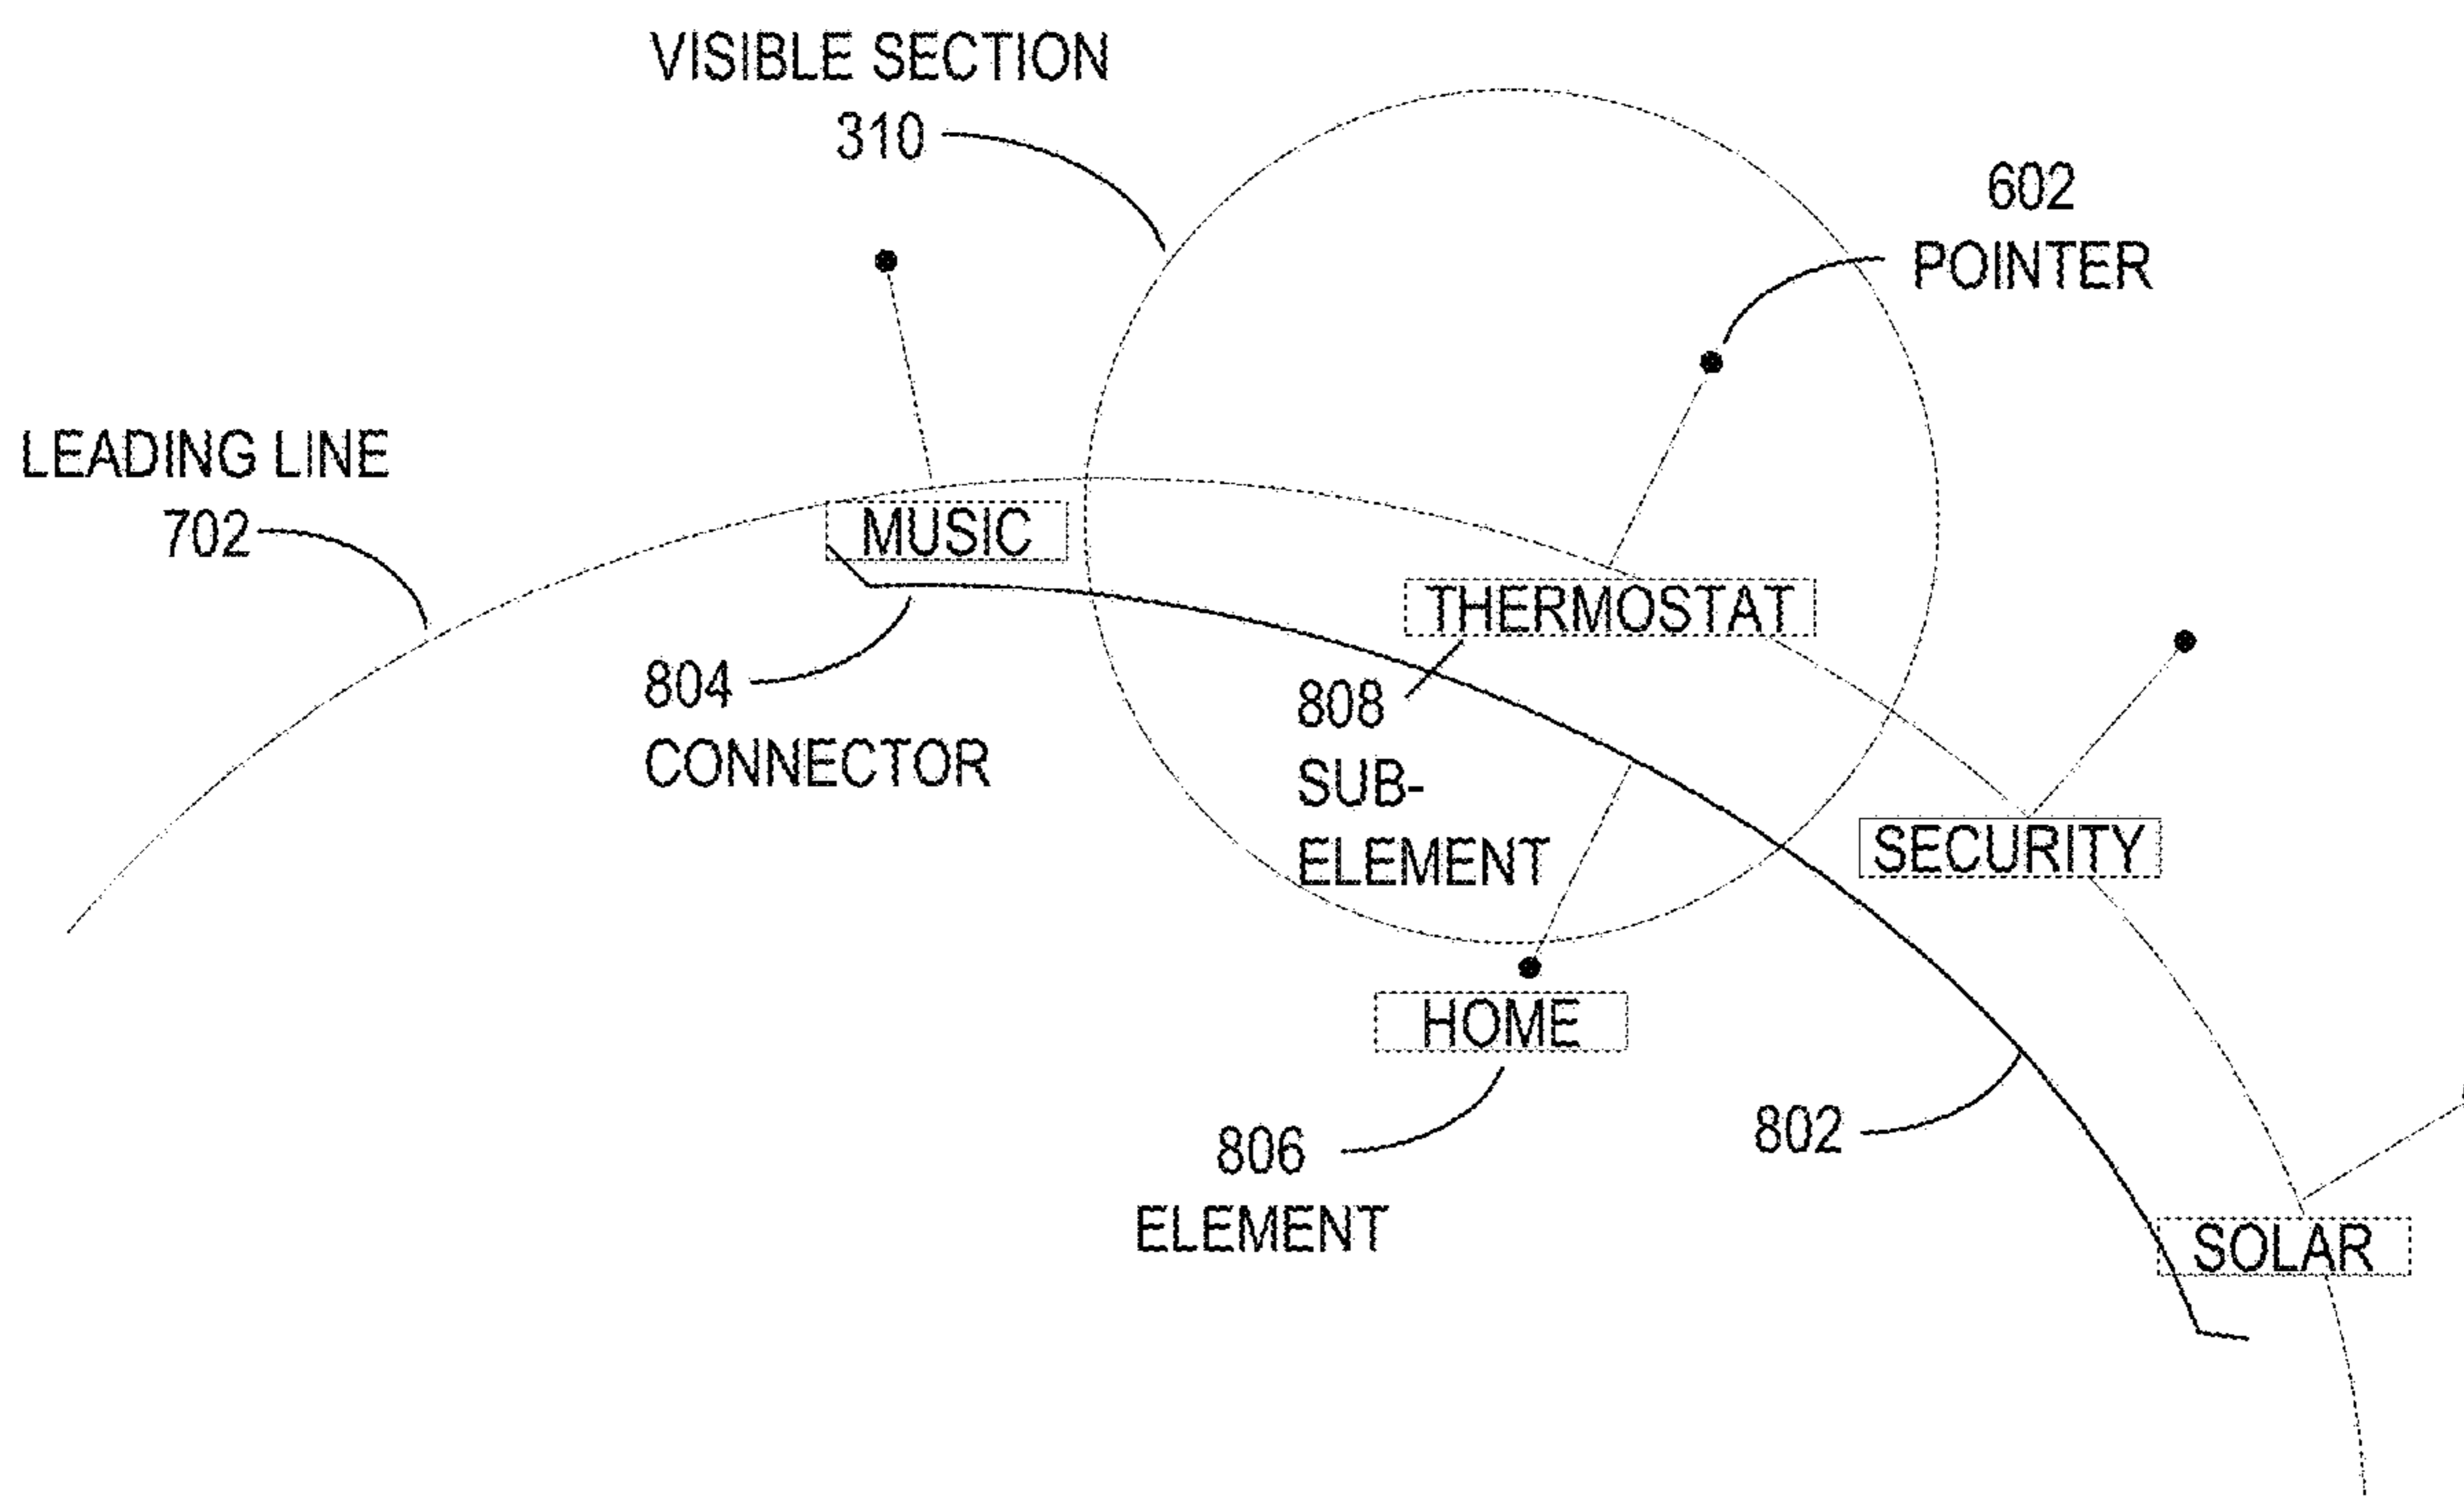 VISIBLE SECTION
310
602
POINTER
LEADING LINE
702
MUSIC
THERMOSTAT
804
CONNECTOR
808
SUB-
ELEMENT
SECURITY
HOME
806
ELEMENT
802
SOLAR